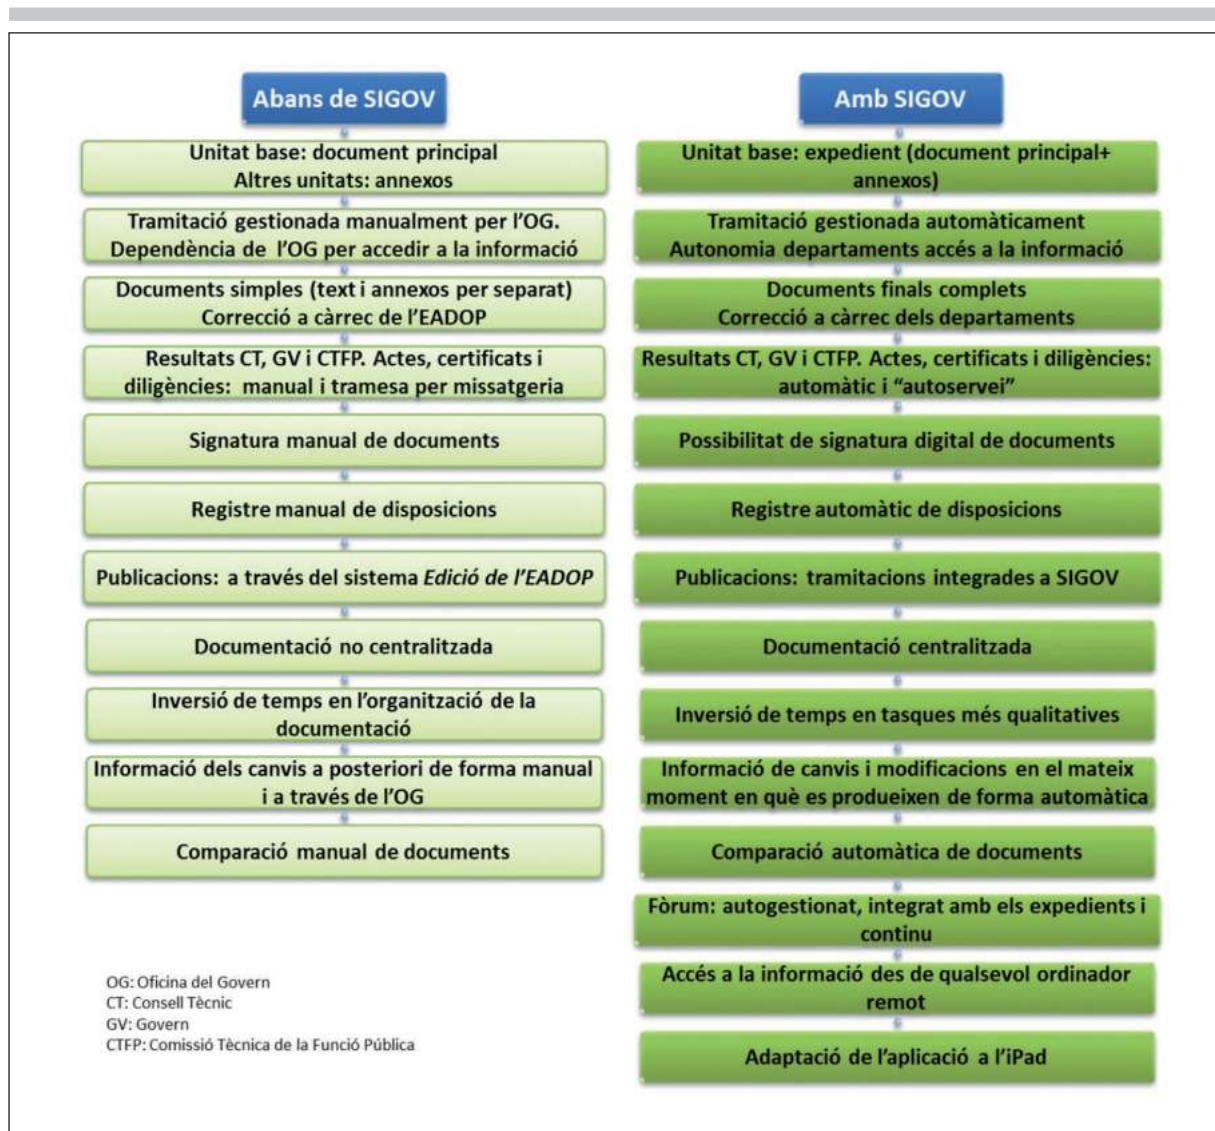 Abans de SIGOV
Unitat base: document principal
Altres unitats: annexos
Tramitació gestionada manualment per l'OG.
Dependència de l'OG per accedir a la informació
Documents simples (text i annexos per separat)
Correcció a càrrec de l'EADOP
Resultats CT, GV i CTFP. Actes, certificats i
diligències: manual i tramesa per missatgeria
Signatura manual de documents
Registre manual de disposicions
Publicacions: a través del sistema Edició de l'EADOP
Documentació no centralitzada
Inversió de temps en l'organització de la
documentació
Informació dels canvis a posteriori de forma manual
i a través de l'OG
Comparació manual de documents
OG: Oficina del Govern
CT: Consell Tècnic
GV: Govern
CTFP: Comissió Tècnica de la Funció Pública
Amb SIGOV
Unitat base: expedient (document principal+
annexos)
Tramitació gestionada automàticament
Autonomia departaments accés a la informació
Documents finals complets
Correcció a càrrec dels departaments
Resultats CT, GV i CTFP. Actes, certificats i diligències:
automàtic i “autoservei”
Possibilitat de signatura digital de documents
Registre automàtic de disposicions
Publicacions: tramitacions integrades a SIGOV
Documentació centralitzada
Inversió de temps en tasques més qualitatives
Informació de canvis i modificacions en el mateix
moment en què es produeixen de forma automàtica
Comparació automàtica de documents
Fòrum: autogestionat, integrat amb els expedients i
continu
Accés a la informació des de qualsevol ordinador
remot
Adaptació de l'aplicació a l'iPad